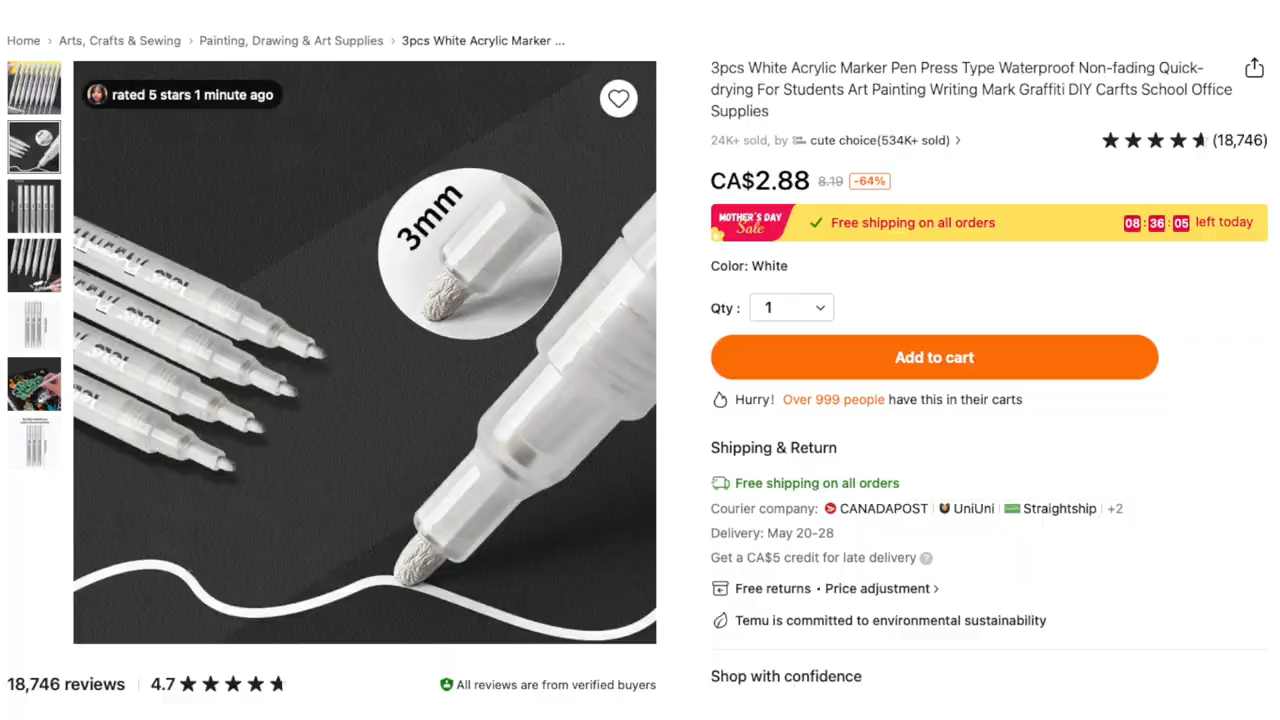 Home › Arts, Crafts & Sewing › Painting, Drawing & Art Supplies › 3pcs White Acrylic Marker ...
rated 5 stars 1 minute ago
3mm
18,746 reviews 4.7
All reviews are from verified buyers
3pcs White Acrylic Marker Pen Press Type Waterproof Non-fading Quick-
drying For Students Art Painting Writing Mark Graffiti DIY Carfts School Office
Supplies
24K+ sold, by cute choice(534K+ sold) ›
(18,746)
CA$2.88 8.19 -64%
MOTHER'S DAY
Sale
Free shipping on all orders
08:36:05 left today
Color: White
Qty : 1
Add to cart
Hurry! Over 999 people have this in their carts
Shipping & Return
Free shipping on all orders
Courier company: CANADAPOST UniUni Straightship +2
Delivery: May 20-28
Get a CA$5 credit for late delivery ?
Free returns • Price adjustment ›
Temu is committed to environmental sustainability
Shop with confidence